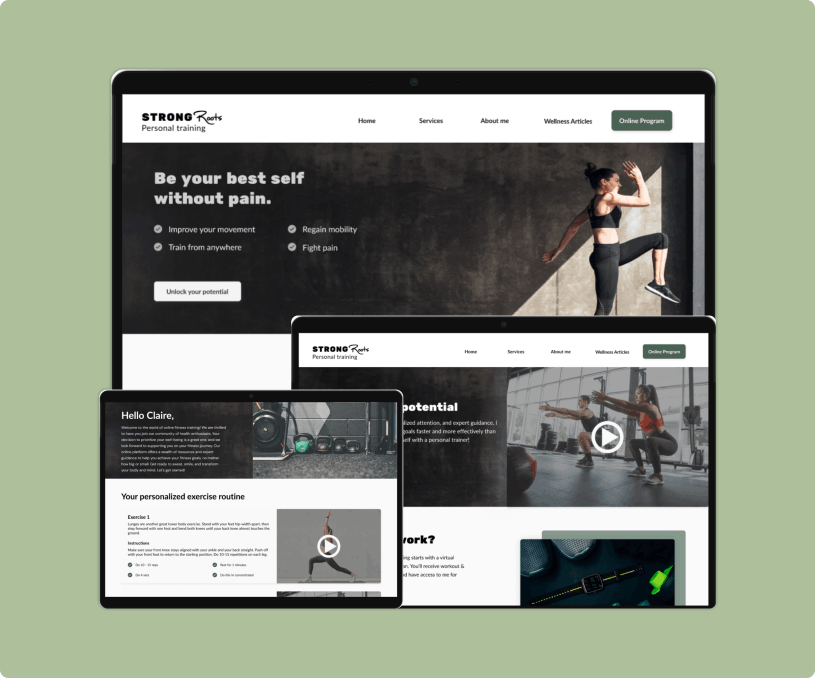 STRONG Roots
Personal training
Home
Services
About me
Wellness Articles
Online Program
Be your best self
without pain.
Improve your movement
Regain mobility
Train from anywhere
Fight pain
Unlock your potential
STRONG Roots
Personal training
Home
Services
About me
Wellness Articles
Online Program
potential
lized attention, and expert guidance, I
goals faster and more effectively than
self with a personal trainer!
work?
ing starts with a virtual
on. You'll receive workout &
nd have access to me for
Hello Claire,
Welcome to the world of online fitness training! We are thrilled
to have you join our community of health enthusiasts. Your
decision to prioritize your well-being is a great one, and we
look forward to supporting you on your fitness journey. Our
online platform offers a wealth of resources and expert
guidance to help you achieve your fitness goals, no matter
how big or small. Get ready to sweat, smile, and transform
your body and mind. Let's get started!
Your personalized exercise routine
Exercise 1
Lunges are another great lower body exercise. Stand with your feet hip-width apart, then
step forward with one foot and bend both knees until your back knee almost touches the
ground.
Instructions
Make sure your front knee stays aligned with your ankle and your back straight. Push off
with your front foot to return to the starting position. Do 10-15 repetitions on each leg.
Do 10 - 15 reps
Rest for 1 minutes
Do 4 sets